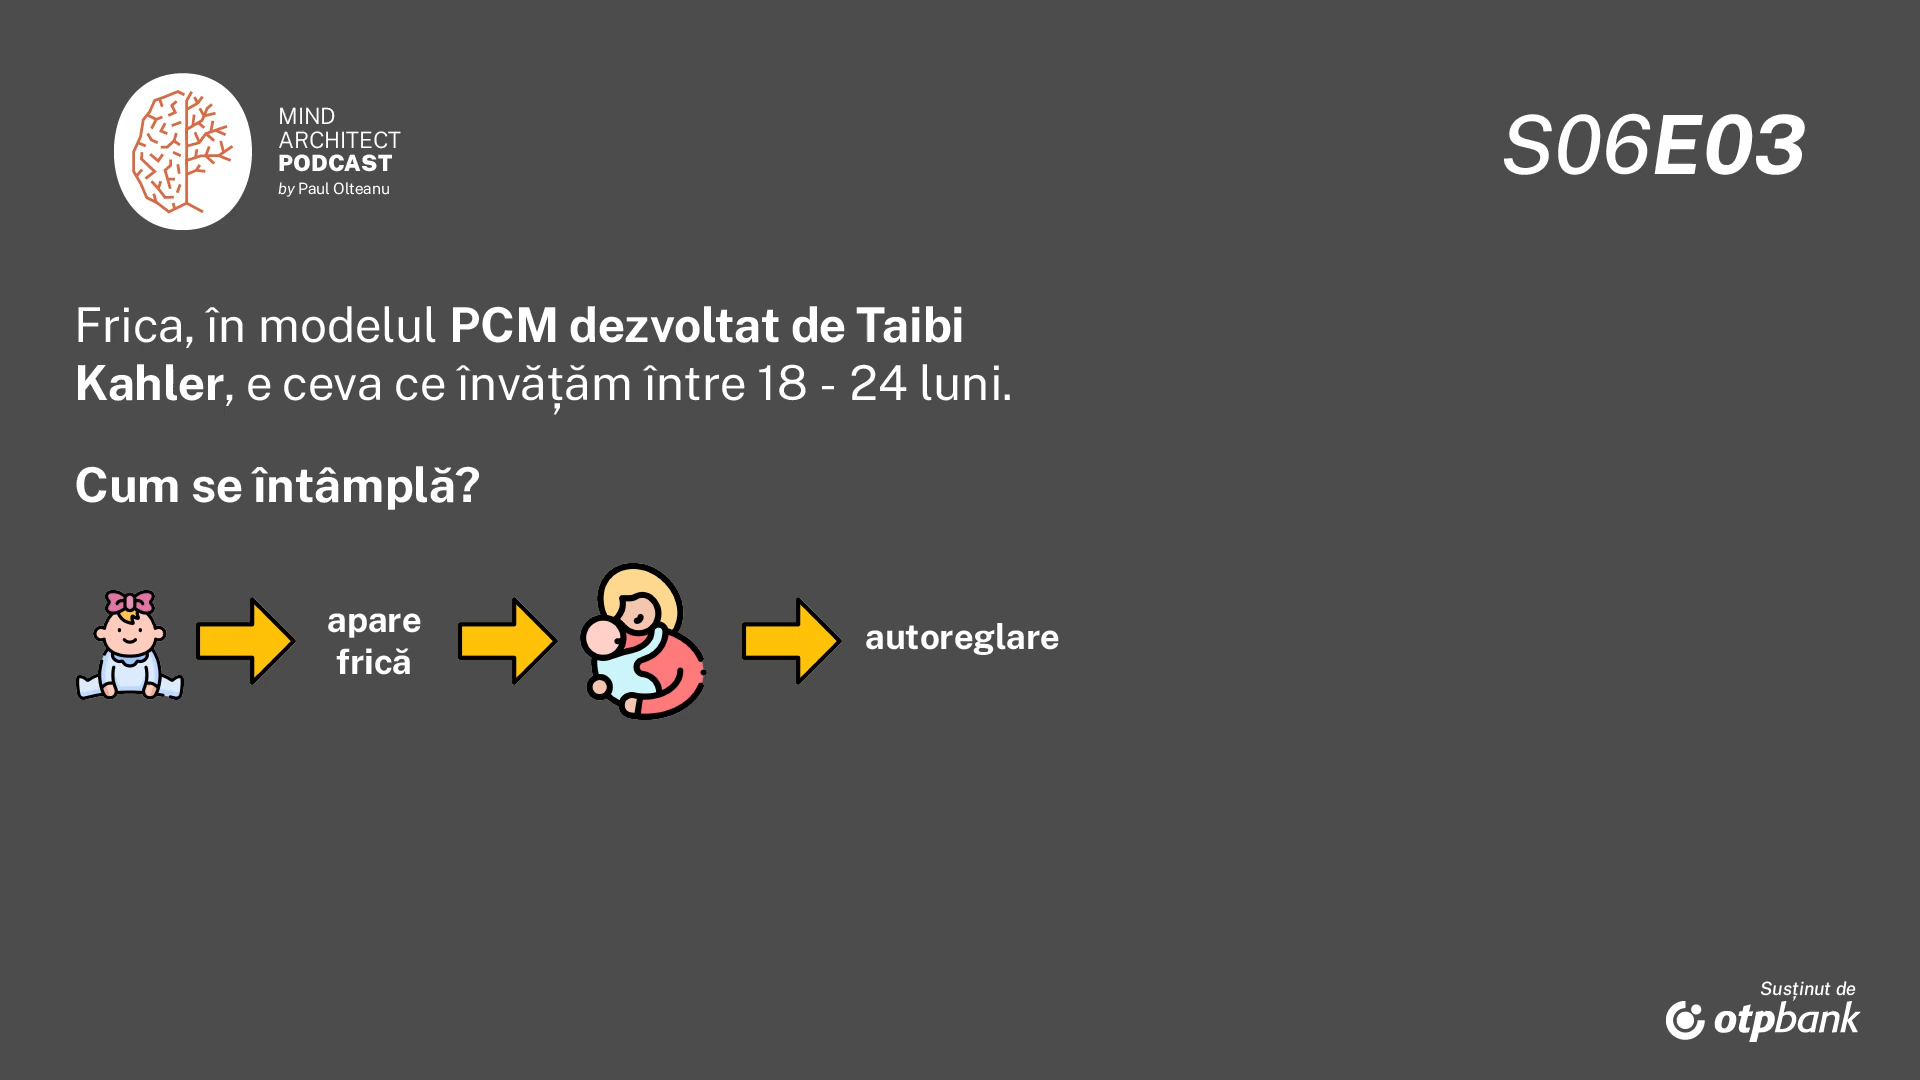 MIND
ARCHITECT
PODCAST
by Paul Olteanu
S06E03
Frica, în modelul PCM dezvoltat de Taibi
Kahler, e ceva ce învățăm între 18 - 24 luni.
Cum se întâmplă?
apare
frică
autoreglare
Susținut de
otpbank